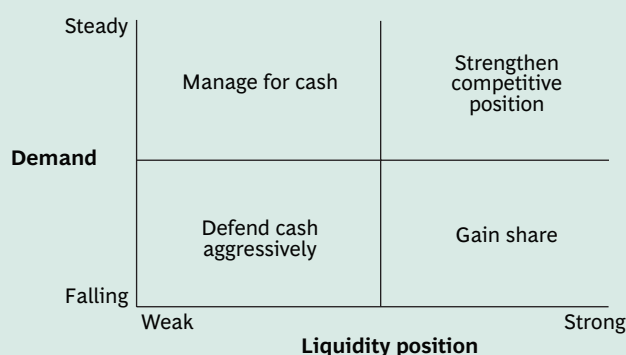 Steady
Manage for cash
Strengthen
competitive
position
Demand
Defend cash
aggressively
Gain share
Falling
Weak
Strong
Liquidity position